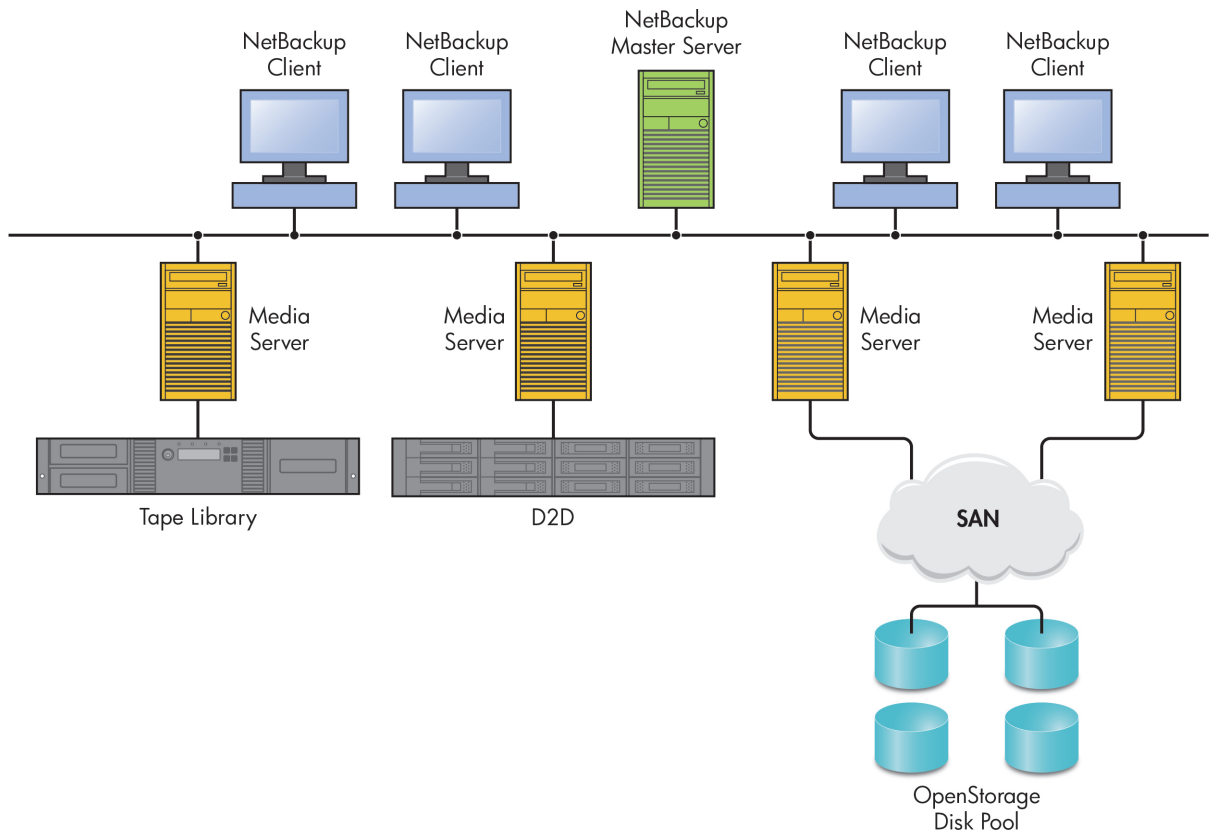 NetBackup
Client
NetBackup
Client
NetBackup
Master Server
NetBackup
Client
NetBackup
Client
Media
Server
Media
Server
Media
Server
Media
Server
Tape Library
D2D
SAN
OpenStorage
Disk Pool